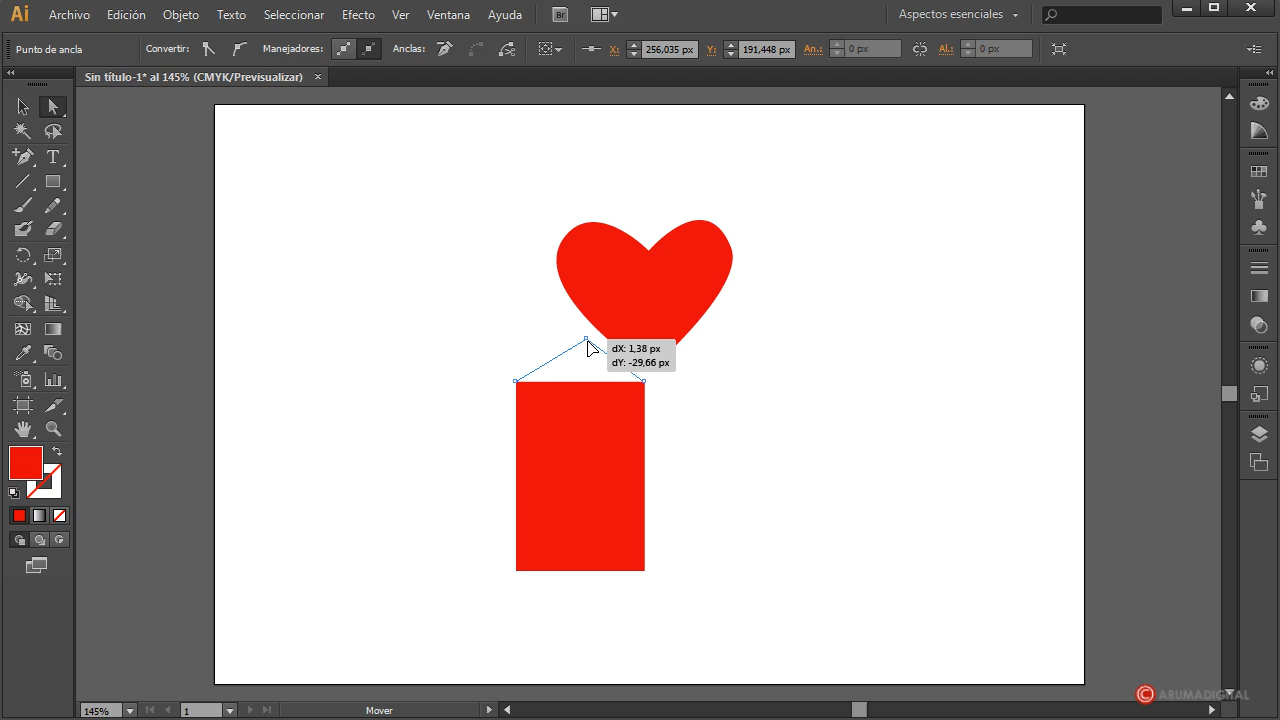 Ai Archivo Edición Objeto Texto Seleccionar Efecto Ver Ventana Ayuda Br Aspectos esenciales
Punto de ancla Convertir: Manejadores: Anclas: X: 256,035 px Y: 191,448 px An.: 0 px Al.: 0 px
Sin título-1* al 145% (CMYK/Previsualizar) ×
T
dX: 1,38 px
dY: -29,66 px
© ARUMADIGITAL
145% 1 Mover